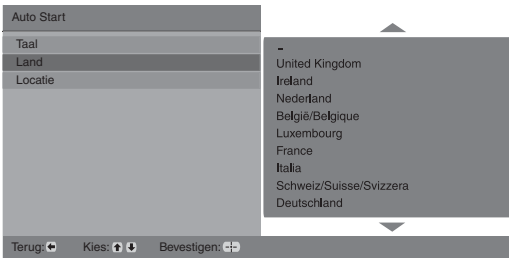 Auto Start
Taal
Land
Locatie
–
United Kingdom
Ireland
Nederland
België/Belgique
Luxembourg
France
Italia
Schweiz/Suisse/Svizzera
Deutschland
Terug: Kies: Bevestigen: